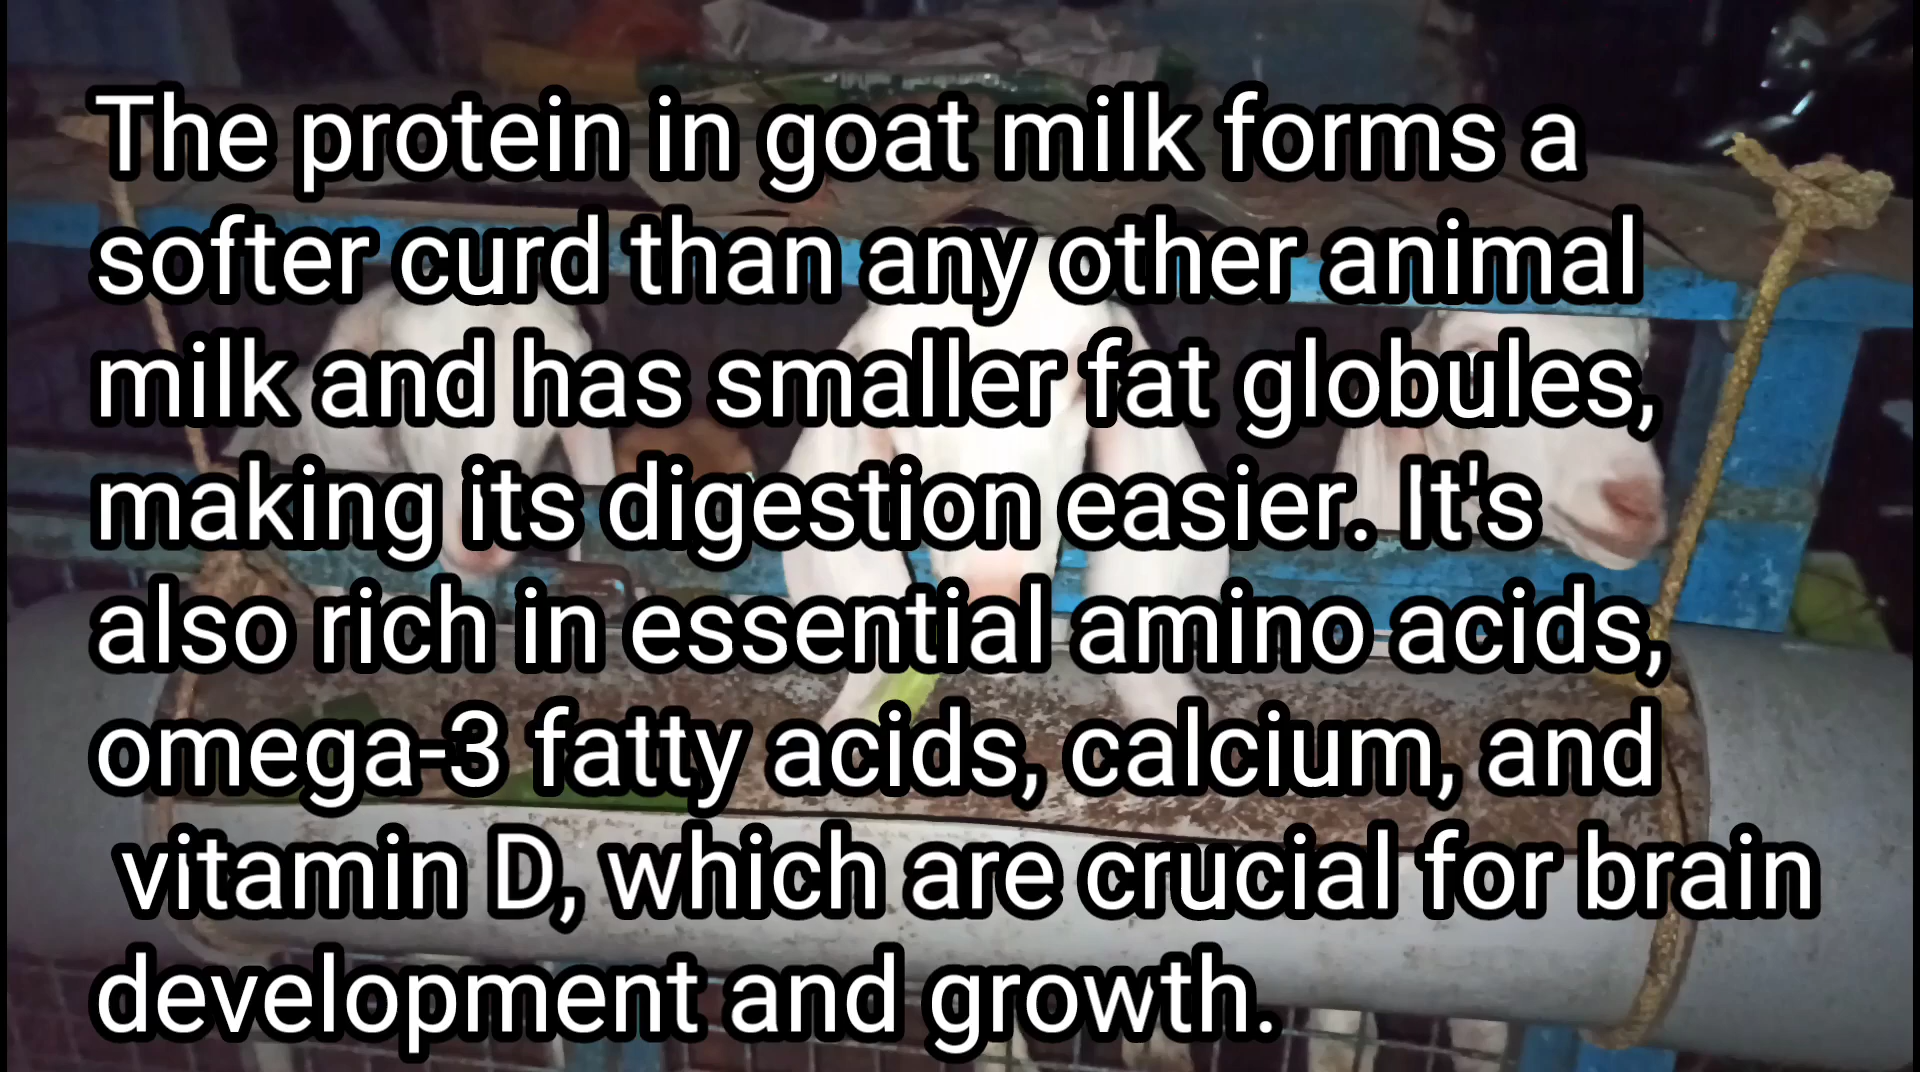 The protein in goat milk forms a
softer curd than any other animal
milk and has smaller fat globules,
making its digestion easier. It's
also rich in essential amino acids,
omega-3 fatty acids, calcium, and
vitamin D, which are crucial for brain
development and growth.